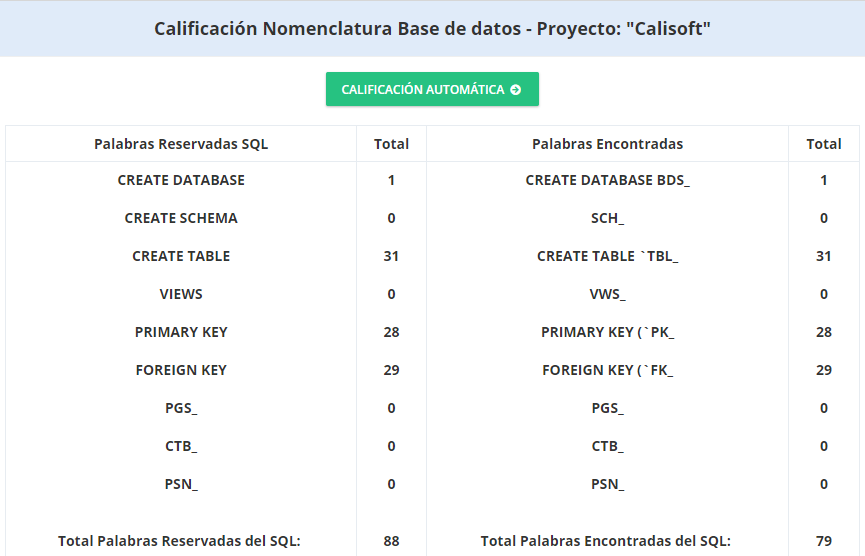 Calificación Nomenclatura Base de datos - Proyecto: "Calisoft"
CALIFICACIÓN AUTOMÁTICA
Palabras Reservadas SQL Total Palabras Encontradas Total
CREATE DATABASE 1 CREATE DATABASE BDS_ 1
CREATE SCHEMA 0 SCH_ 0
CREATE TABLE 31 CREATE TABLE `TBL_ 31
VIEWS 0 VWS_ 0
PRIMARY KEY 28 PRIMARY KEY (`PK_ 28
FOREIGN KEY 29 FOREIGN KEY (`FK_ 29
PGS_ 0 PGS_ 0
CTB_ 0 CTB_ 0
PSN_ 0 PSN_ 0
Total Palabras Reservadas del SQL: 88 Total Palabras Encontradas del SQL: 79